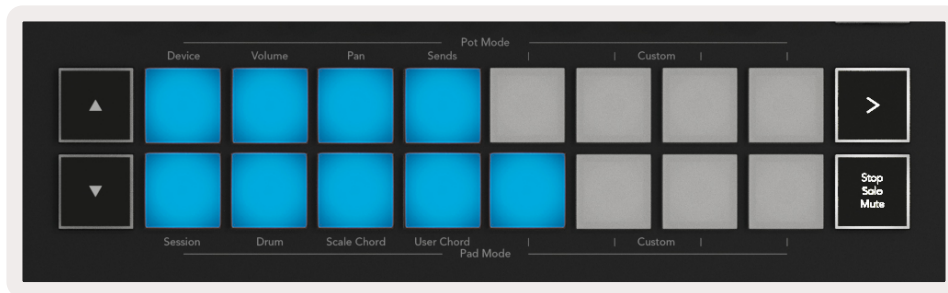 Pot Mode
Device Volume Pan Sends Custom
▲ >
▼ Stop
Solo
Mute
Session Drum Scale Chord User Chord Custom
Pad Mode